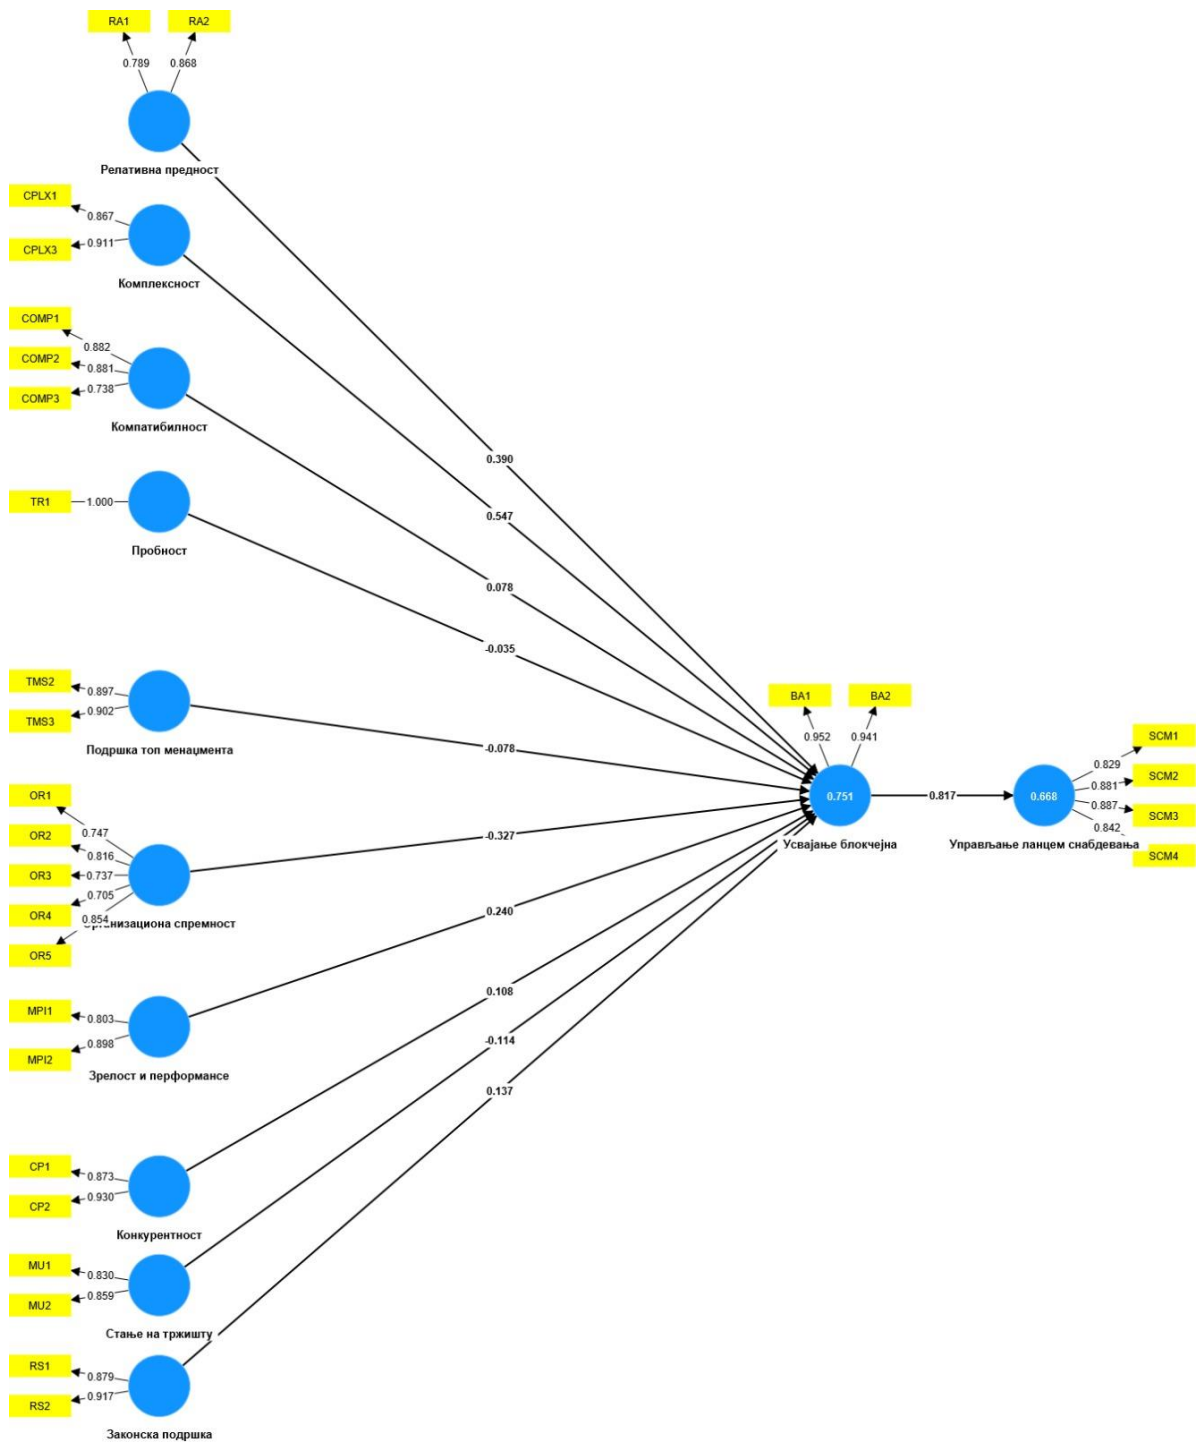 RA1 RA2
0.789 0.868
Релативна предност
CPLX1
0.867
CPLX3
0.911
Комплексност
COMP1
0.882
COMP2
0.881
COMP3
0.738
Компатибилност
0.390
0.547
0.078
TR1
1.000
Пробност
-0.035
TMS2
0.897
TMS3
0.902
Подршка топ менаџмента
-0.078
OR1
0.747
OR2
0.816
OR3
0.737
OR4
0.705
OR5
0.854
Организациона спремност
-0.327
BA1 BA2
0.952 0.941
0.751
Усвајање блокчејна
0.817
0.668
Управљање ланцем снабдевања
SCM1
0.829
SCM2
0.881
SCM3
0.887
SCM4
0.842
MPI1
0.803
MPI2
0.898
Зрелост и перформансе
0.240
0.108
-0.114
0.137
CP1
0.873
CP2
0.930
Конкурентност
MU1
0.830
MU2
0.859
Стање на тржишту
RS1
0.879
RS2
0.917
Законска подршка